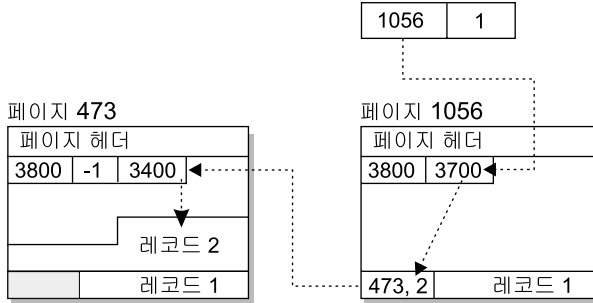 1056 1
페이지 473
페이지 헤더
3800 -1 3400
레코드 2
레코드 1
페이지 1056
페이지 헤더
3800 3700
473, 2 레코드 1